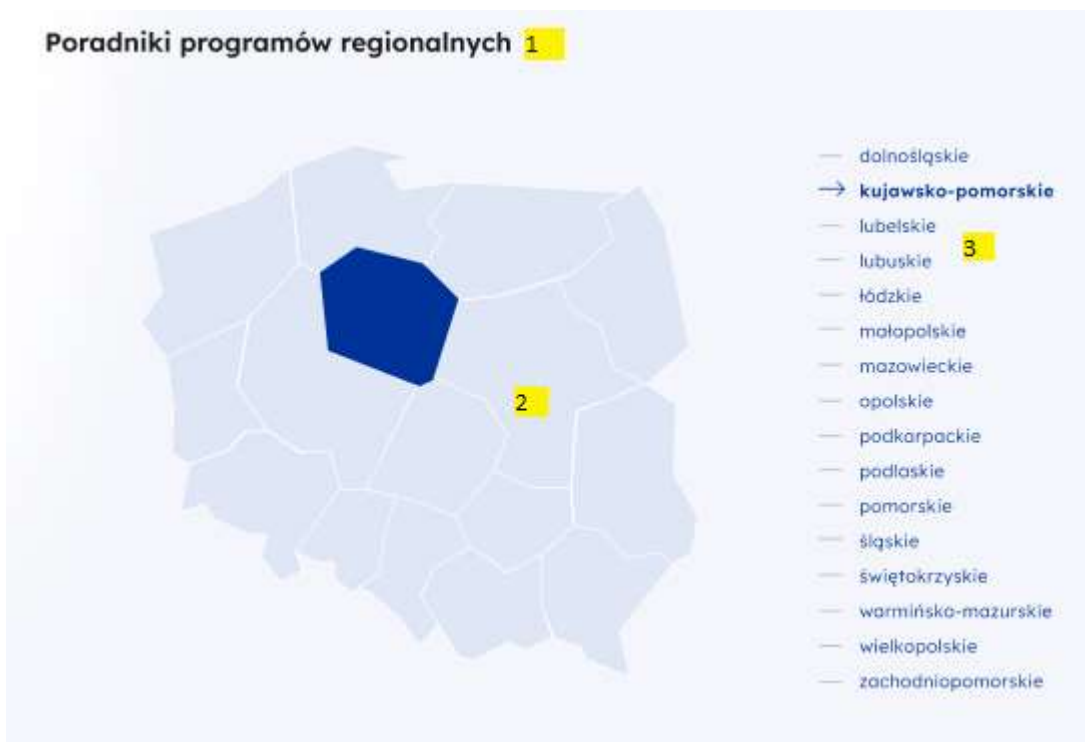 Poradniki programów regionalnych 1
dolnośląskie
kujawsko-pomorskie
lubelskie
3
lubuskie
łódzkie
małopolskie
mazowieckie
2
opolskie
podkarpackie
podlaskie
pomorskie
śląskie
świętokrzyskie
warmińsko-mazurskie
wielkopolskie
zachodniopomorskie